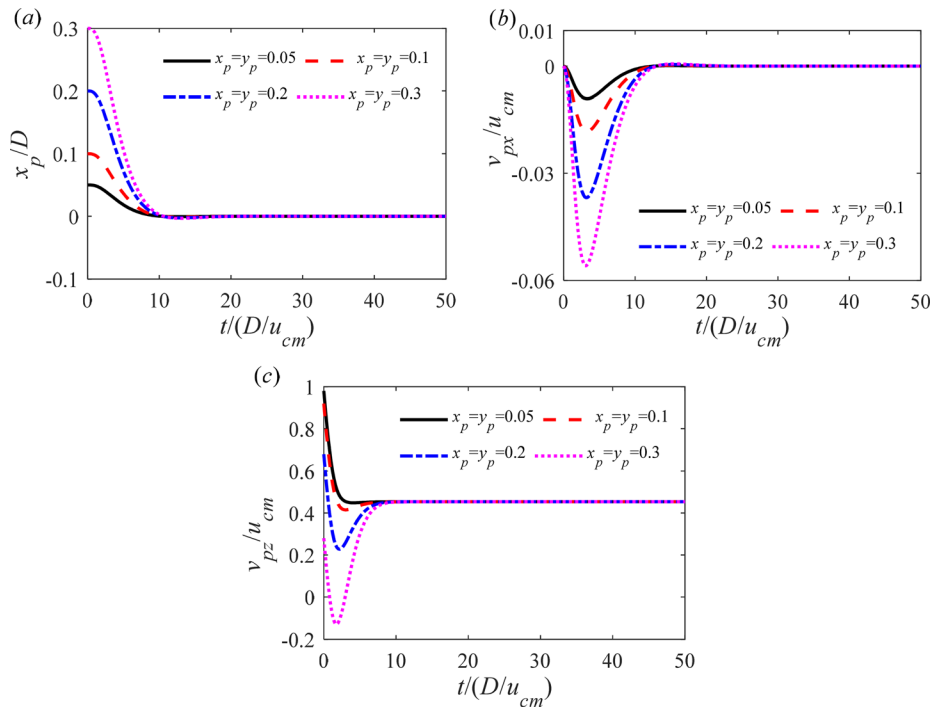 (a)
0.3
0.2
0.1
0
-0.1
x_p/D
x_p=y_p=0.05 x_p=y_p=0.1
x_p=y_p=0.2 x_p=y_p=0.3
0 10 20 30 40 50
t/(D/u_cm)
(b)
0.01
0
-0.03
-0.06
v_px/u_cm
x_p=y_p=0.05 x_p=y_p=0.1
x_p=y_p=0.2 x_p=y_p=0.3
0 10 20 30 40 50
t/(D/u_cm)
(c)
1
0.8
0.6
0.4
0.2
0
-0.2
v_pz/u_cm
x_p=y_p=0.05 x_p=y_p=0.1
x_p=y_p=0.2 x_p=y_p=0.3
0 10 20 30 40 50
t/(D/u_cm)